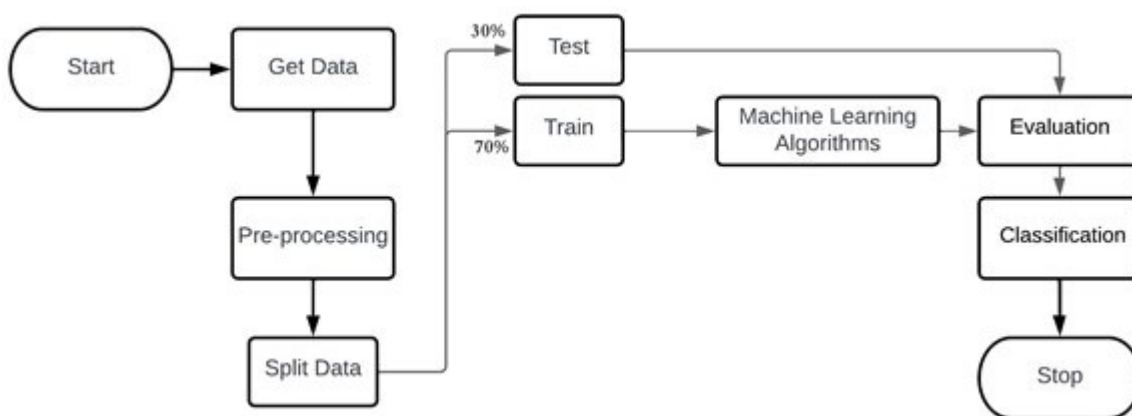 Start
Get Data
Pre-processing
Split Data
30%
Test
70%
Train
Machine Learning
Algorithms
Evaluation
Classification
Stop